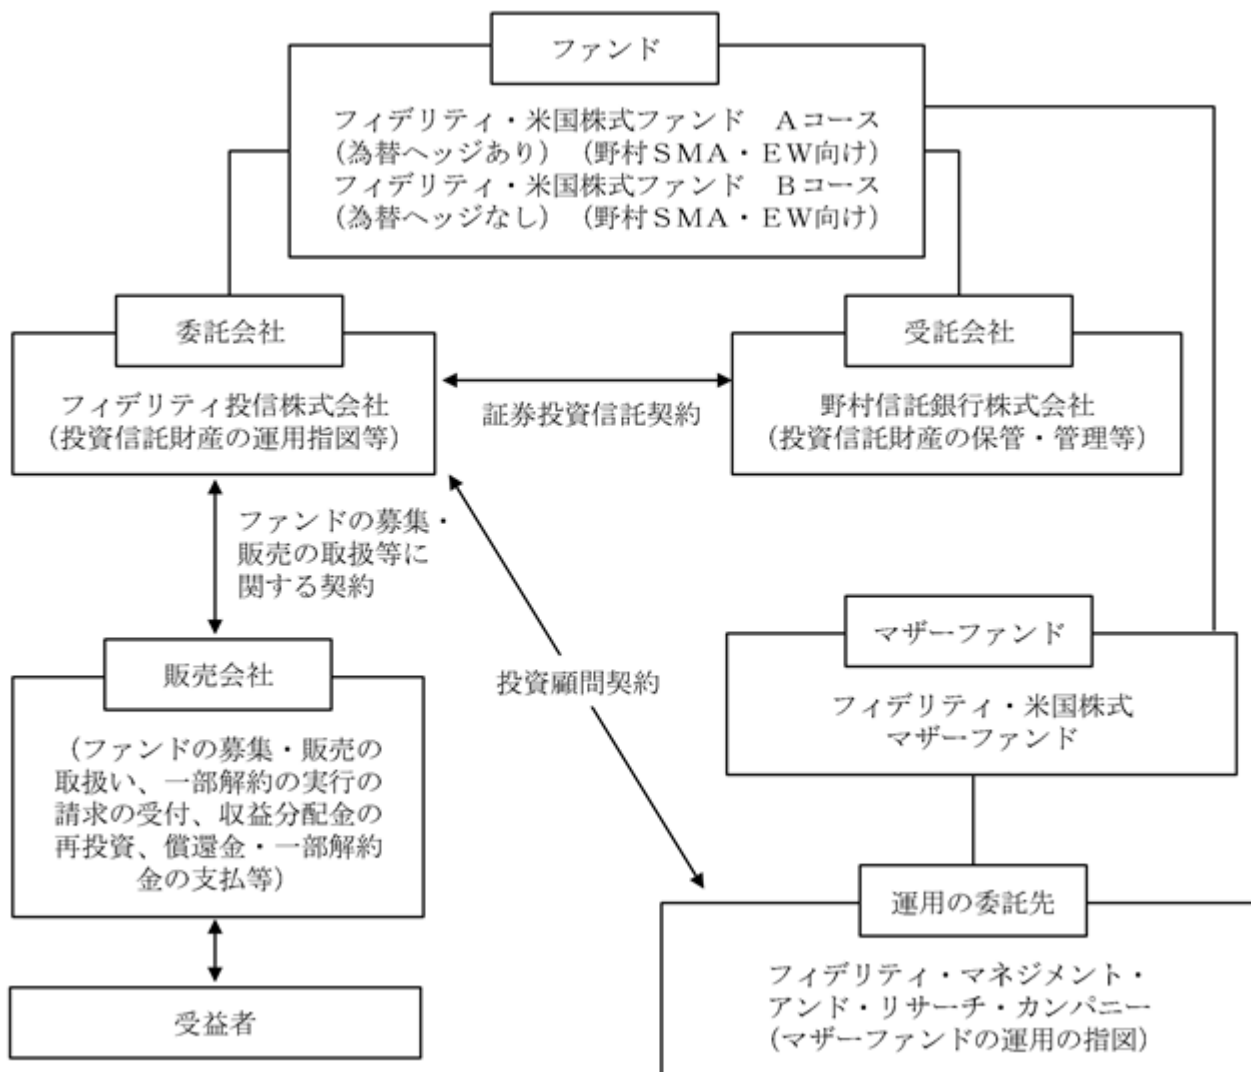 ファンド
フィデリティ・米国株式ファンド　Ａコース
（為替ヘッジあり）（野村ＳＭＡ・ＥＷ向け）
フィデリティ・米国株式ファンド　Ｂコース
（為替ヘッジなし）（野村ＳＭＡ・ＥＷ向け）
委託会社
フィデリティ投信株式会社
（投資信託財産の運用指図等）
証券投資信託契約
受託会社
野村信託銀行株式会社
（投資信託財産の保管・管理等）
ファンドの募集・
販売の取扱等に
関する契約
投資顧問契約
マザーファンド
フィデリティ・米国株式
マザーファンド
販売会社
（ファンドの募集・販売の
取扱い、一部解約の実行の
請求の受付、収益分配金の
再投資、償還金・一部解約
金の支払等）
運用の委託先
フィデリティ・マネジメント・
アンド・リサーチ・カンパニー
（マザーファンドの運用の指図）
受益者